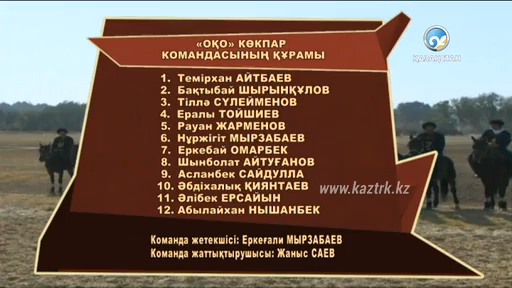 «ОҚО» КӨКПАР
КОМАНДАСЫНЫҢ ҚҰРАМЫ
ҚАЗАҚСТАН
1. Темірхан АЙТБАЕВ
2. Бақтыбай ШЫРЫНҚҰЛОВ
3. Тіллә СУЛЕЙМЕНОВ
4. Ералы ТОЙШИЕВ
5. Рауан ЖАРМЕНОВ
6. Нұржігіт МЫРЗАБАЕВ
7. Еркебай ОМАРБЕК
8. Шынболат АЙТУҒАНОВ
9. Асланбек САЙДУЛЛА
10. Әбдіхалық ҚИЯНТАЕВ
11. Әлібек ЕРСАЙЫН
12. Абылайхан НЫШАНБЕК
www.kaztrk.kz
Команда жетекшісі: Еркеғали МЫРЗАБАЕВ
Команда жаттықтырушысы: Жаныс САЕВ